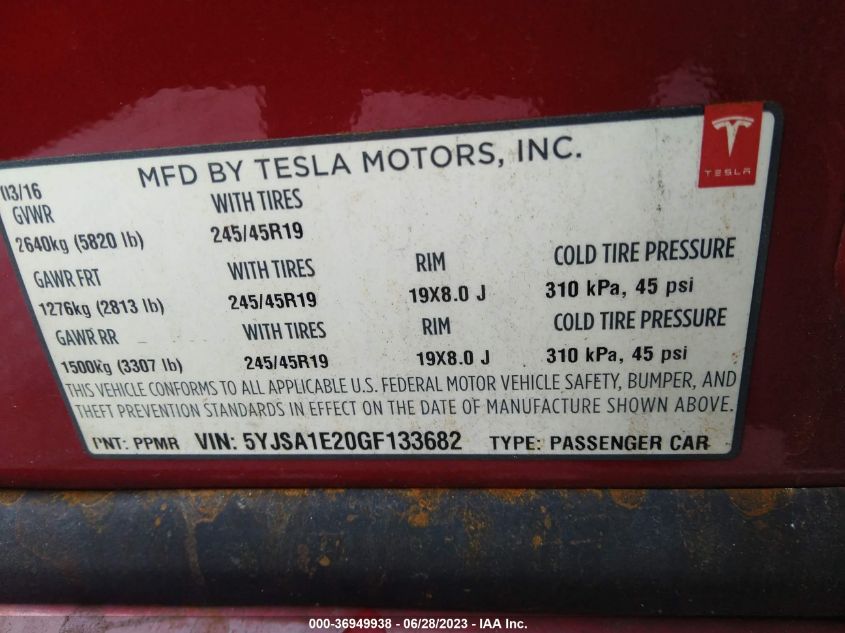 MFD BY TESLA MOTORS, INC.
TESLA
03/16
GVWR WITH TIRES
2640kg (5820 lb) 245/45R19
GAWR FRT WITH TIRES RIM COLD TIRE PRESSURE
1276kg (2813 lb) 245/45R19 19X8.0 J 310 kPa, 45 psi
GAWR RR WITH TIRES RIM COLD TIRE PRESSURE
1500kg (3307 lb) 245/45R19 19X8.0 J 310 kPa, 45 psi
THIS VEHICLE CONFORMS TO ALL APPLICABLE U.S. FEDERAL MOTOR VEHICLE SAFETY, BUMPER, AND
THEFT PREVENTION STANDARDS IN EFFECT ON THE DATE OF MANUFACTURE SHOWN ABOVE.
PNT: PPMR VIN: 5YJSA1E20GF133682 TYPE: PASSENGER CAR
000-36949938 - 06/28/2023 - IAA Inc.